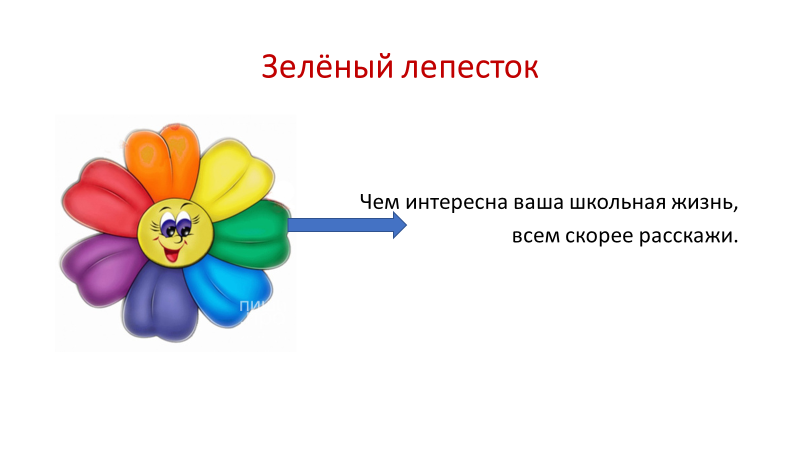 Зелёный лепесток
Чем интересна ваша школьная жизнь,
всем скорее расскажи.